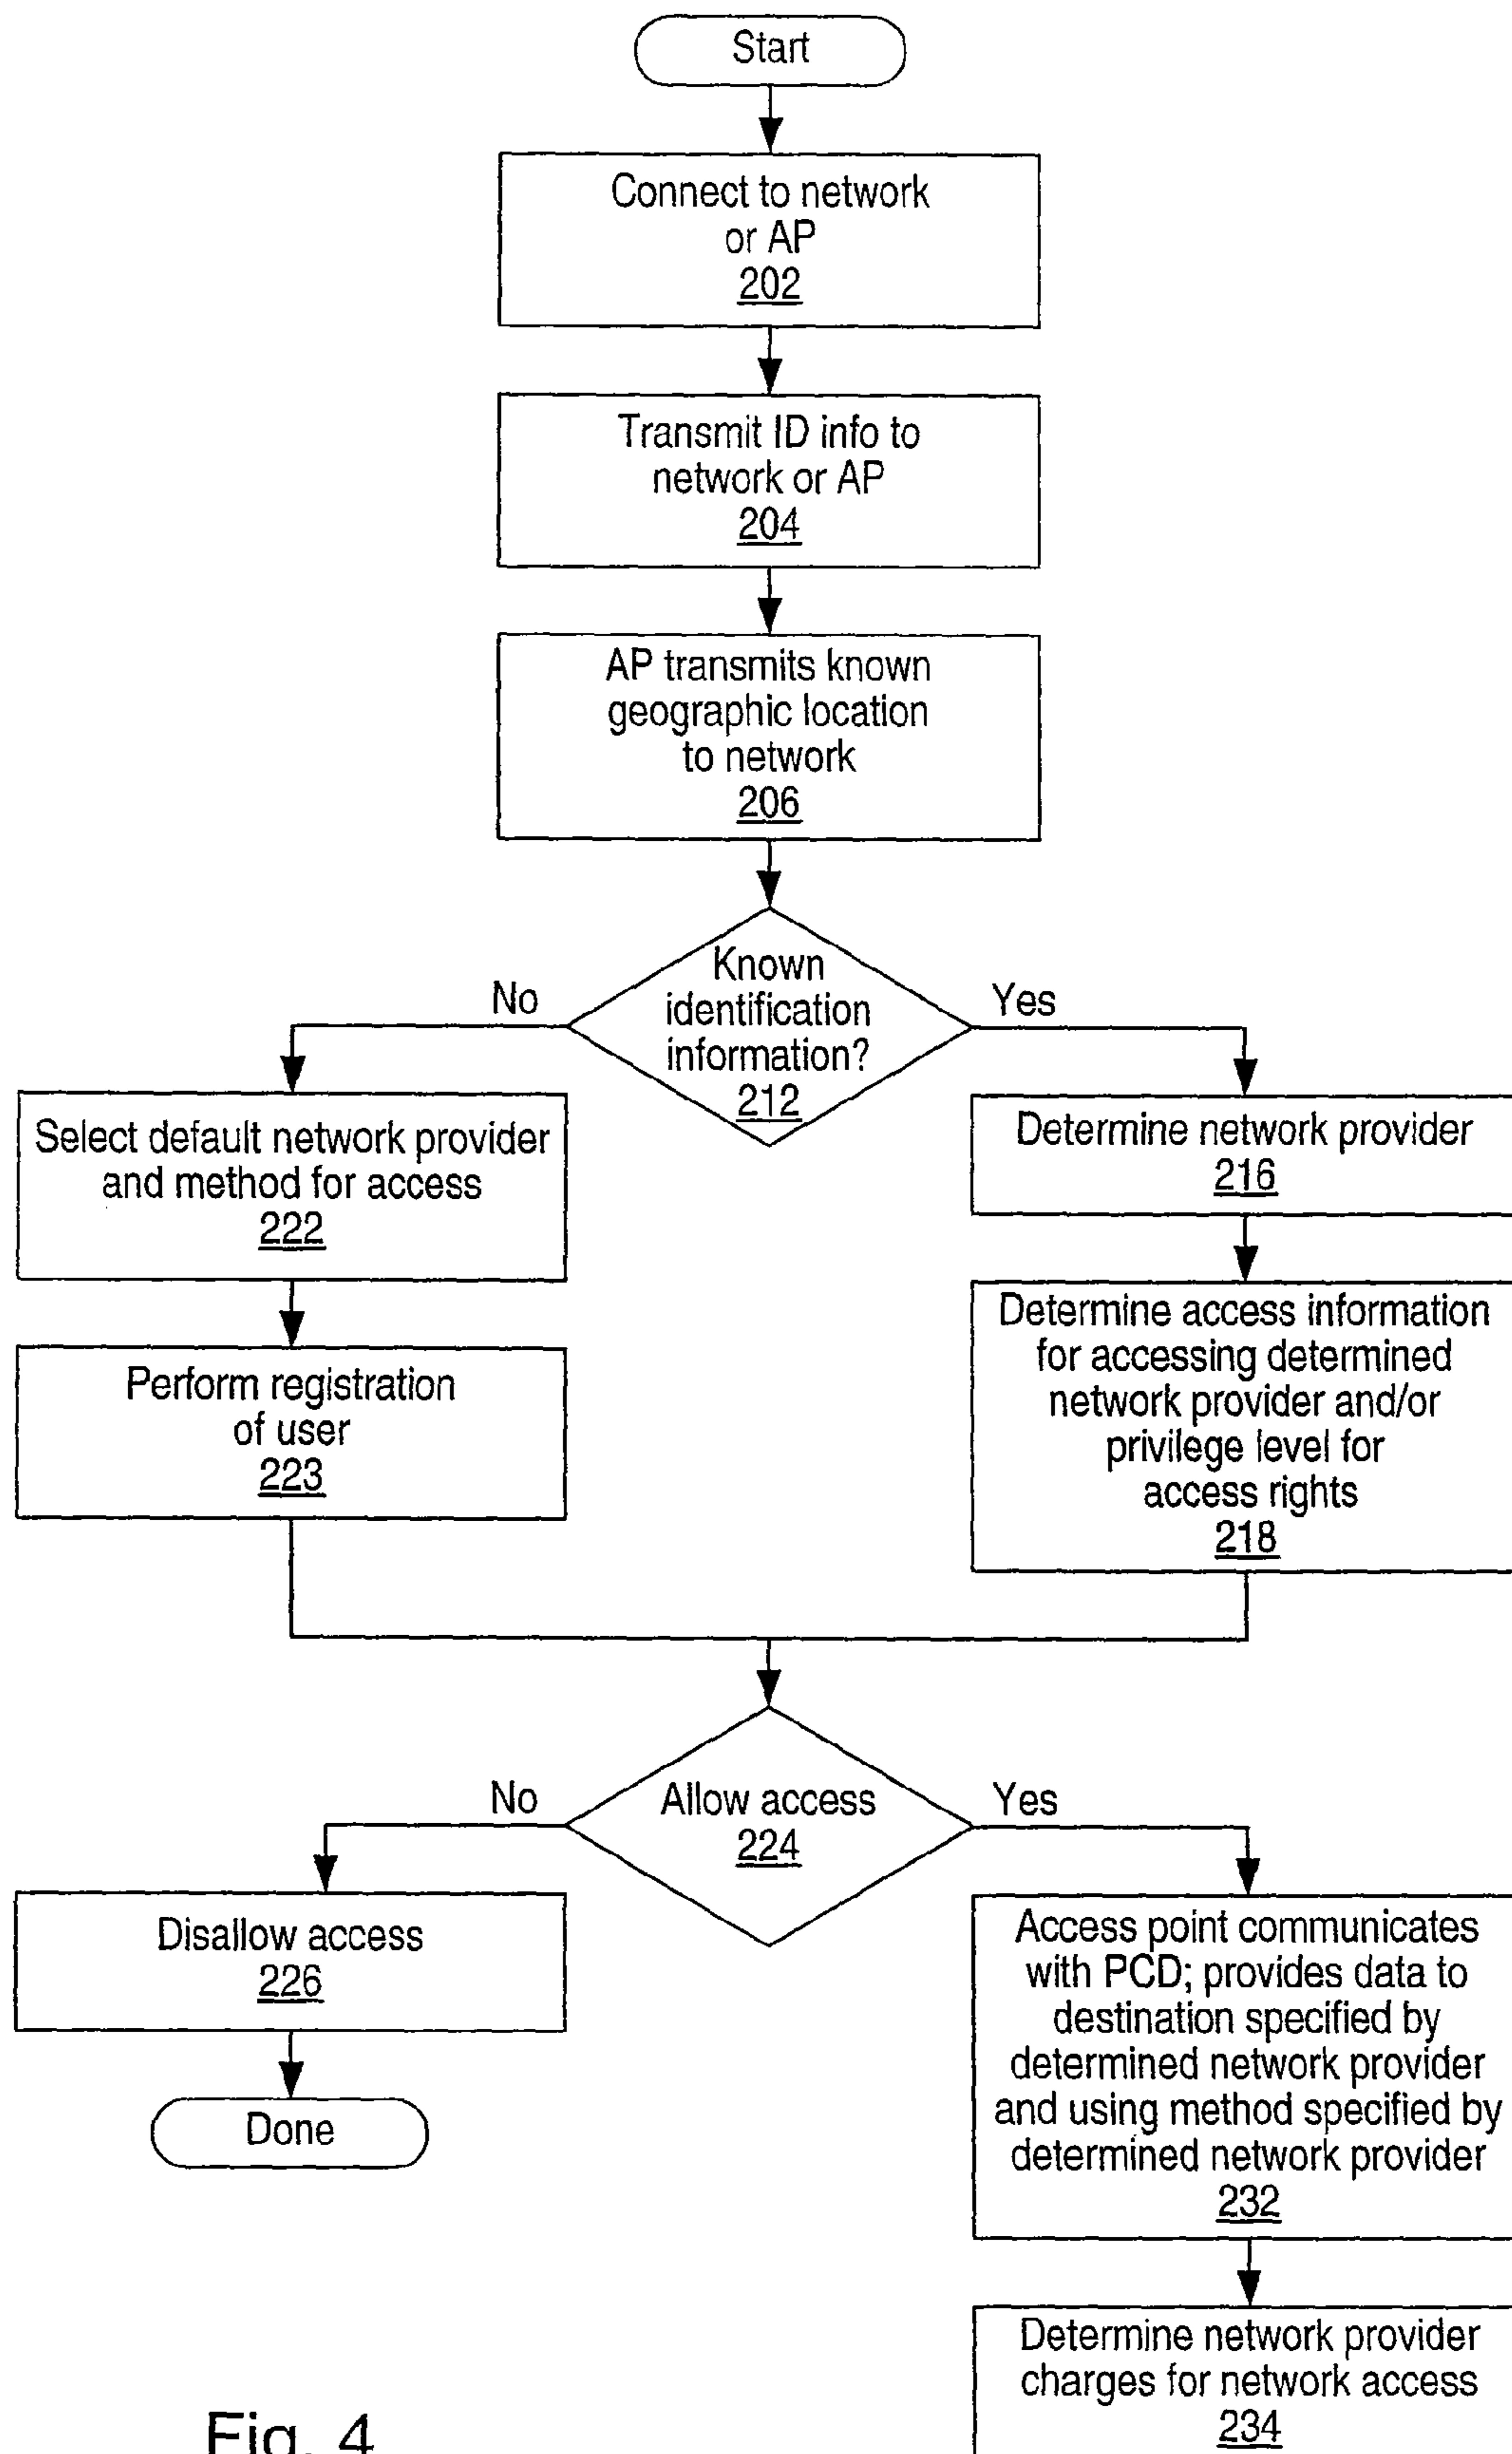 Start
Connect to network
or AP
202
Transmit ID info to
network or AP
204
AP transmits known
geographic location
to network
206
Known
identification
information?
212
No
Yes
Select default network provider
and method for access
222
Perform registration
of user
223
Determine network provider
216
Determine access information
for accessing determined
network provider and/or
privilege level for
access rights
218
Allow access
224
No
Yes
Disallow access
226
Done
Access point communicates
with PCD; provides data to
destination specified by
determined network provider
and using method specified by
determined network provider
232
Determine network provider
charges for network access
234
Fig. 4